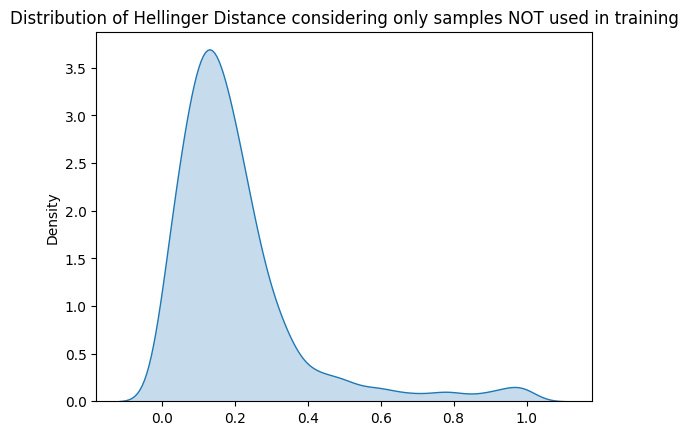 Distribution of Hellinger Distance considering only samples NOT used in training
3.5
3.0
2.5
2.0
1.5
1.0
0.5
0.0
Density
0.0 0.2 0.4 0.6 0.8 1.0